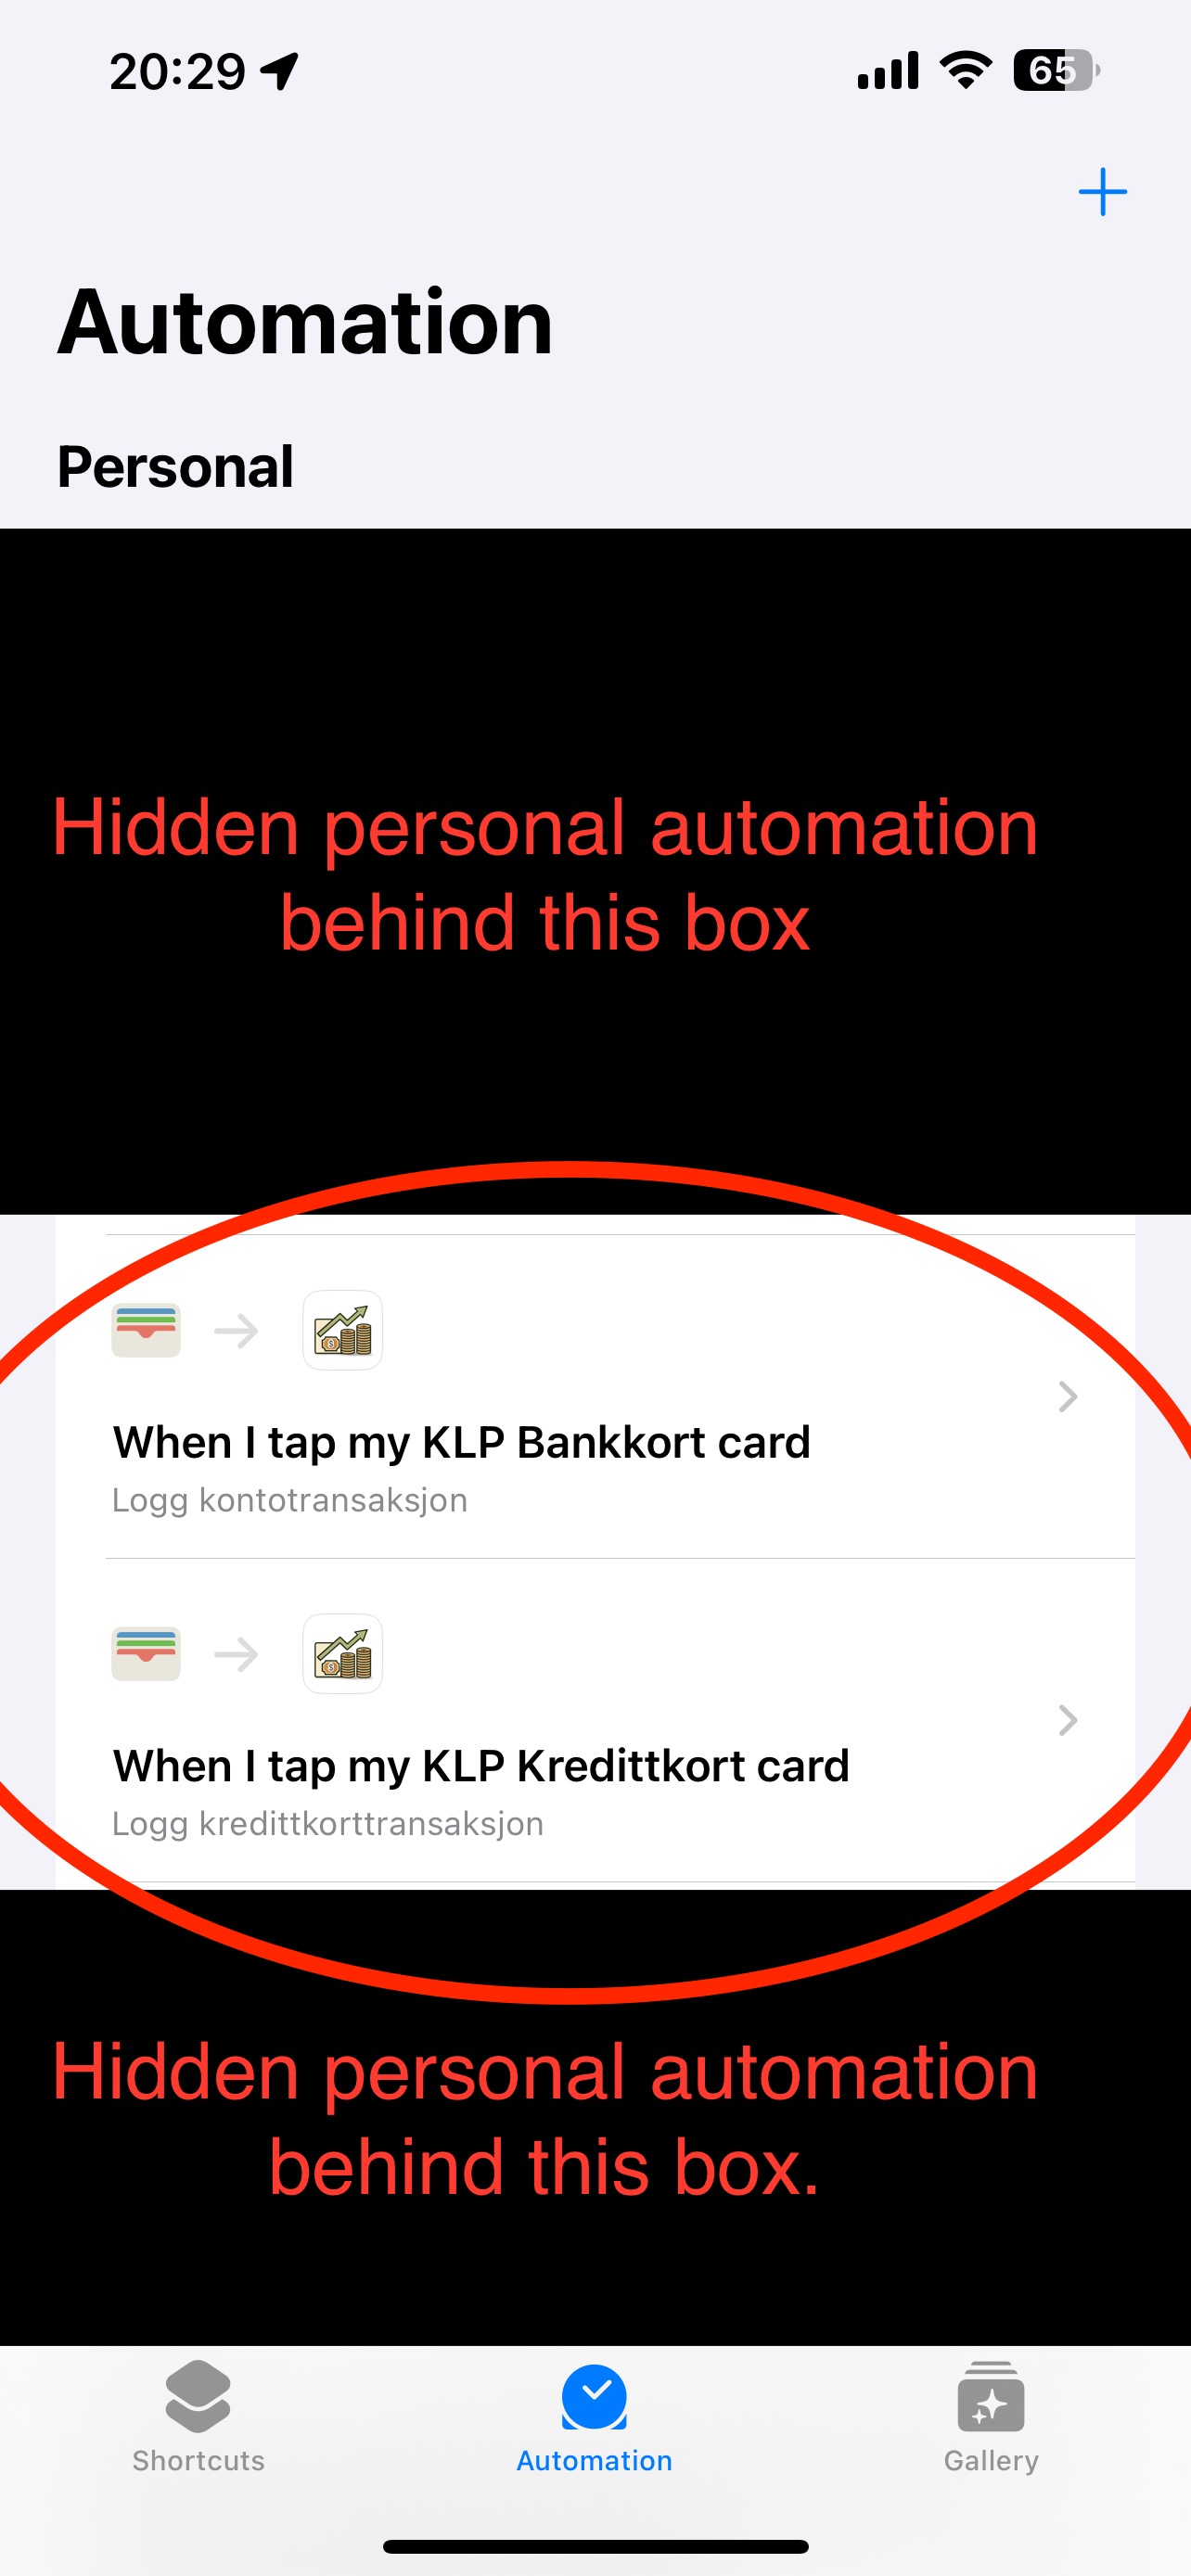 20:29
65
Automation
Personal
Hidden personal automation
behind this box
When I tap my KLP Bankkort card
Logg kontotransaksjon
When I tap my KLP Kredittkort card
Logg kredittkorttransaksjon
Hidden personal automation
behind this box.
Shortcuts
Automation
Gallery